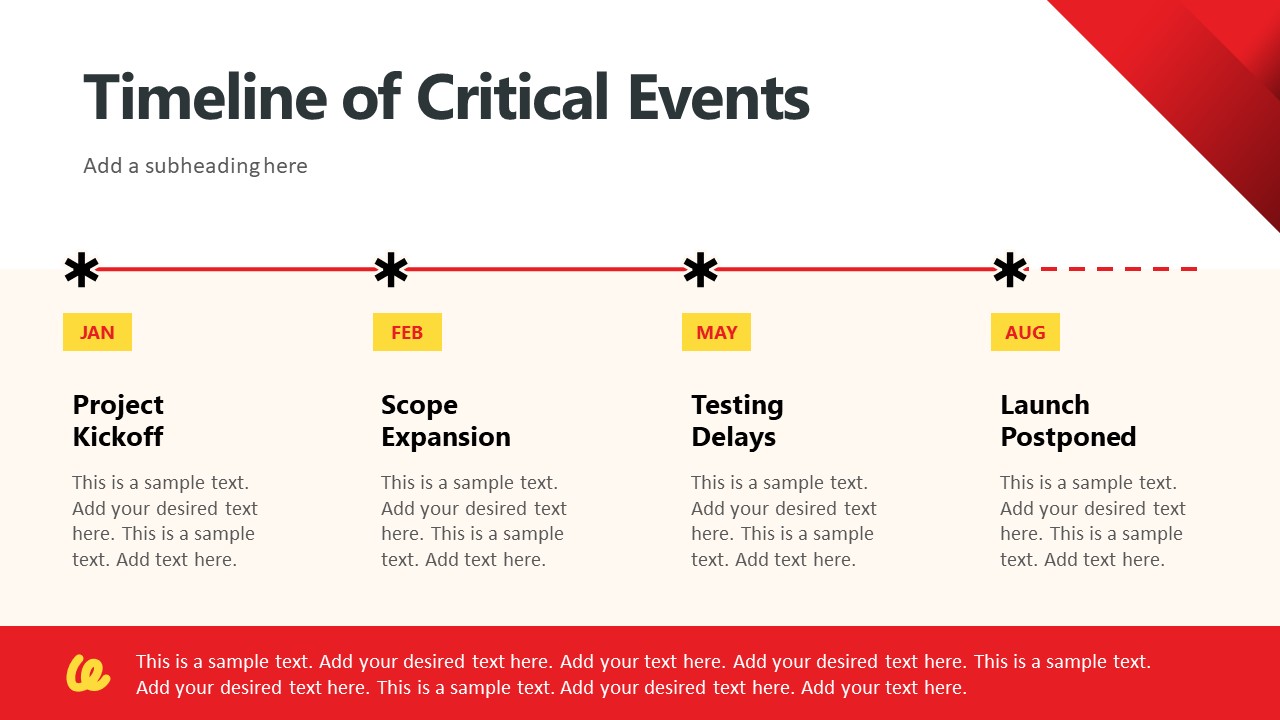 Timeline of Critical Events
Add a subheading here
JAN
FEB
MAY
AUG
Project
Kickoff
Scope
Expansion
Testing
Delays
Launch
Postponed
This is a sample text.
Add your desired text
here. This is a sample
text. Add text here.
This is a sample text.
Add your desired text
here. This is a sample
text. Add text here.
This is a sample text.
Add your desired text
here. This is a sample
text. Add text here.
This is a sample text.
Add your desired text
here. This is a sample
text. Add text here.
This is a sample text. Add your desired text here. Add your text here. Add your desired text here. This is a sample text.
Add your desired text here. This is a sample text. Add your desired text here. Add your text here.